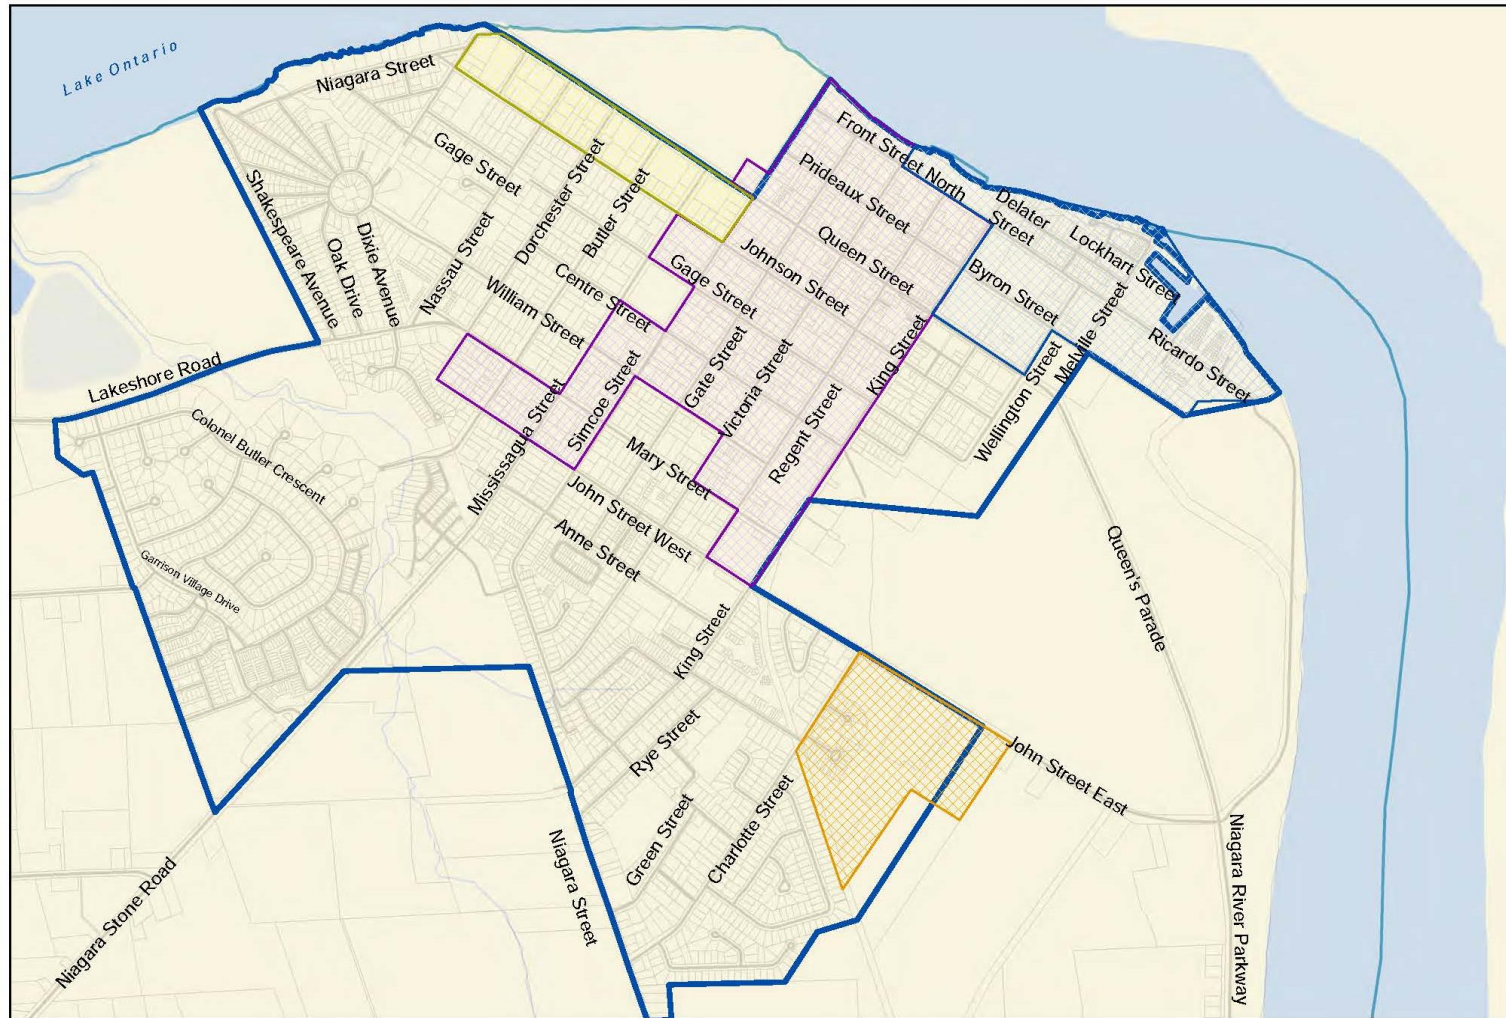 Lake Ontario
Niagara Street
Front Street North
Gage Street
Prideaux Street
Delater
Street
Shakespeare Avenue
Dorchester Street
Butler Street
Lockhart Street
Queen Street
Johnson Street
Dixie Avenue
Oak Drive
Nassau Street
Gage Street
Byron Street
Centre Street
William Street
Melville Street
Ricardo Street
King Street
Gate Street
Victoria Street
Wellington Street
Simcoe Street
Lakeshore Road
Mississagua Street
Regent Street
Colonel Butler Crescent
Mary Street
John Street West
Anne Street
Queen's Parade
Garrison Village Drive
King Street
Rye Street
John Street East
Green Street
Charlotte Street
Niagara Street
Niagara Stone Road
Niagara River Parkway